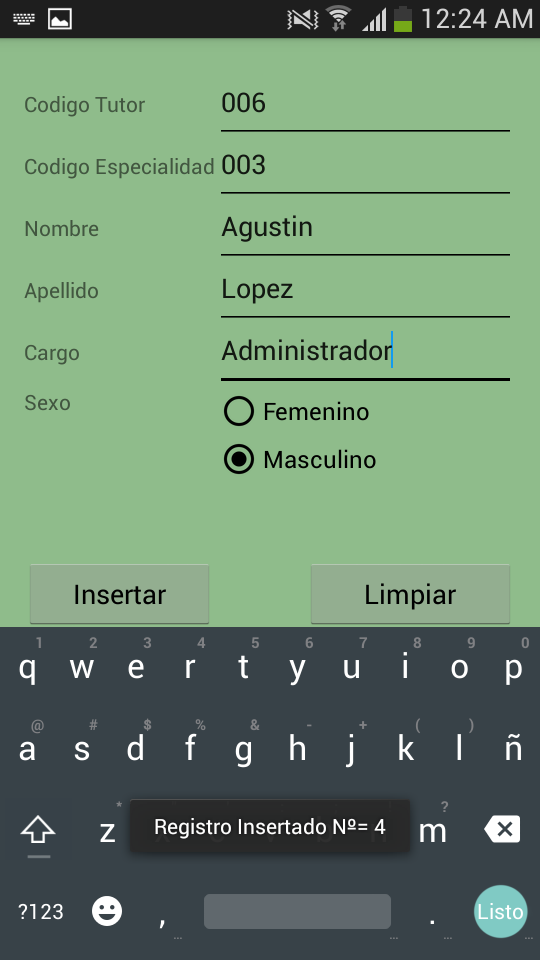 12:24 AM
Codigo Tutor 006
Codigo Especialidad 003
Nombre Agustin
Apellido Lopez
Cargo Administrador
Sexo Femenino
Masculino
Insertar Limpiar
1 2 3 4 5 6 7 8 9 0
q w e r t y u i o p
@ # $ % & - + ( )
a s d f g h j k l ñ
* ?
z m
Registro Insertado Nº= 4
?123 , . Listo